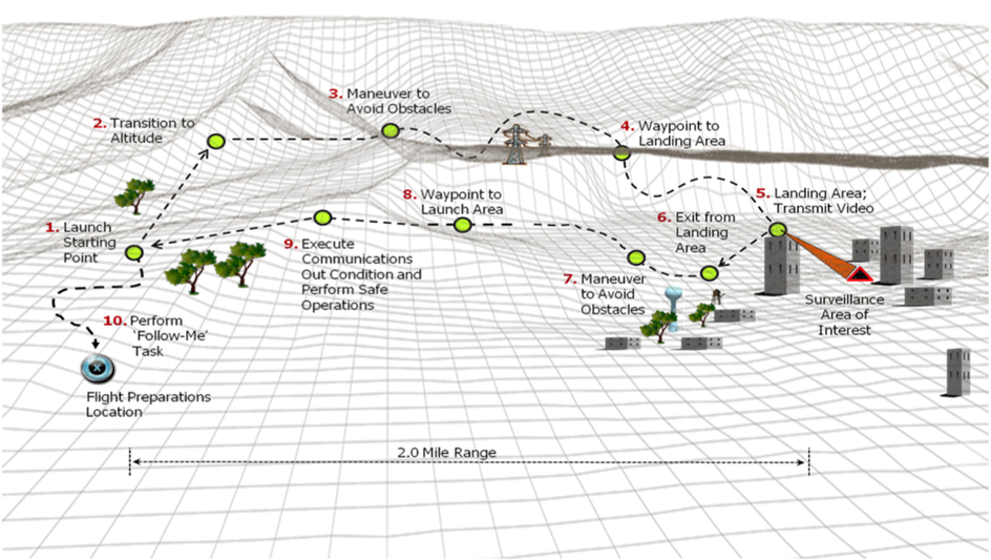 1. Launch
Starting
Point
2. Transition to
Altitude
3. Maneuver to
Avoid Obstacles
4. Waypoint to
Landing Area
5. Landing Area;
Transmit Video
6. Exit from
Landing
Area
7. Maneuver
to Avoid
Obstacles
8. Waypoint to
Launch Area
9. Execute
Communications
Out Condition and
Perform Safe
Operations
10. Perform
‘Follow-Me’
Task
X
Flight Preparations
Location
Surveillance
Area of
Interest
2.0 Mile Range